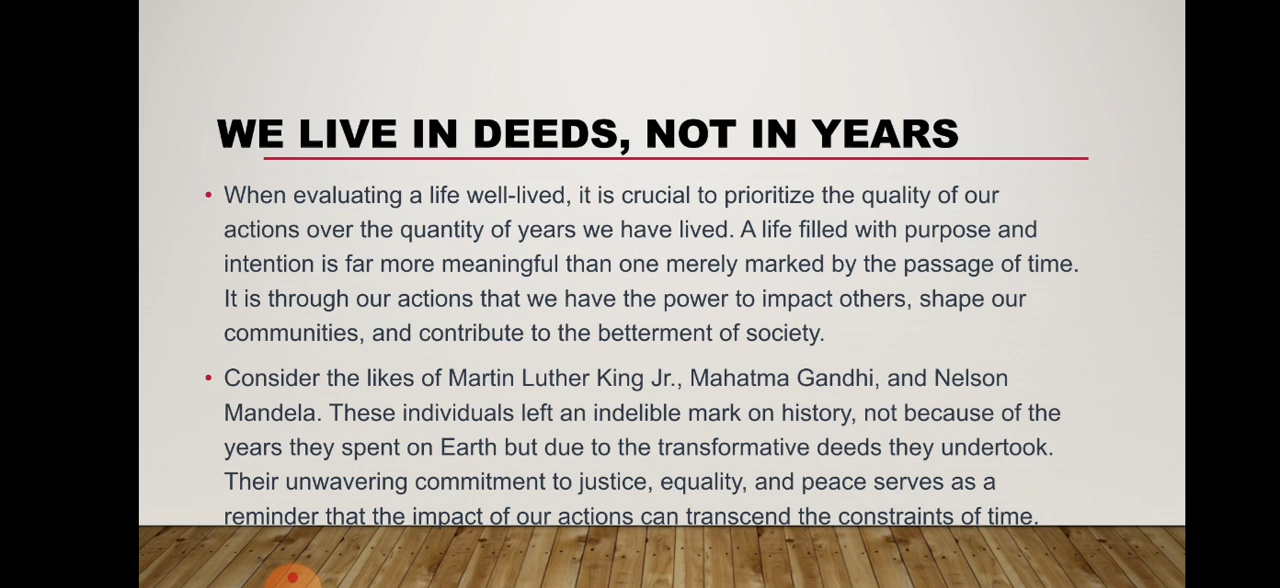 WE LIVE IN DEEDS, NOT IN YEARS
• When evaluating a life well-lived, it is crucial to prioritize the quality of our
actions over the quantity of years we have lived. A life filled with purpose and
intention is far more meaningful than one merely marked by the passage of time.
It is through our actions that we have the power to impact others, shape our
communities, and contribute to the betterment of society.
• Consider the likes of Martin Luther King Jr., Mahatma Gandhi, and Nelson
Mandela. These individuals left an indelible mark on history, not because of the
years they spent on Earth but due to the transformative deeds they undertook.
Their unwavering commitment to justice, equality, and peace serves as a
reminder that the impact of our actions can transcend the constraints of time.